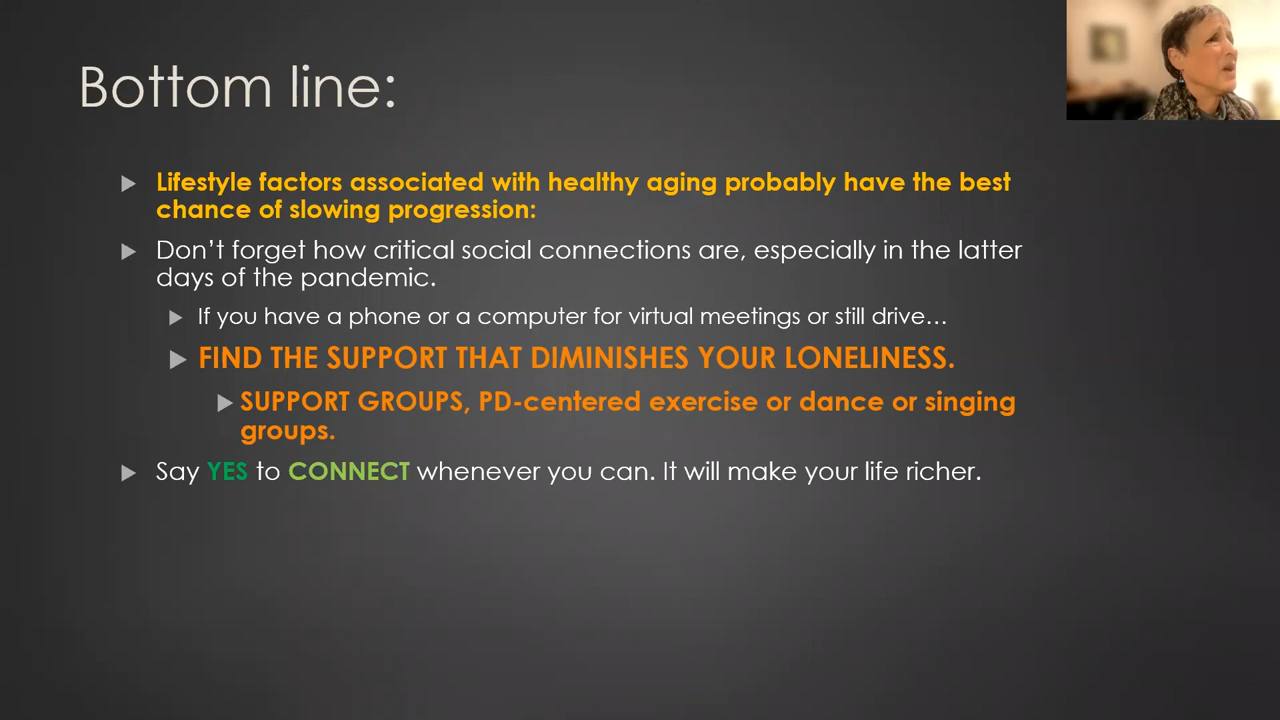 Bottom line:
Lifestyle factors associated with healthy aging probably have the best
chance of slowing progression:
Don’t forget how critical social connections are, especially in the latter
days of the pandemic.
If you have a phone or a computer for virtual meetings or still drive…
FIND THE SUPPORT THAT DIMINISHES YOUR LONELINESS.
SUPPORT GROUPS, PD-centered exercise or dance or singing
groups.
Say YES to CONNECT whenever you can. It will make your life richer.